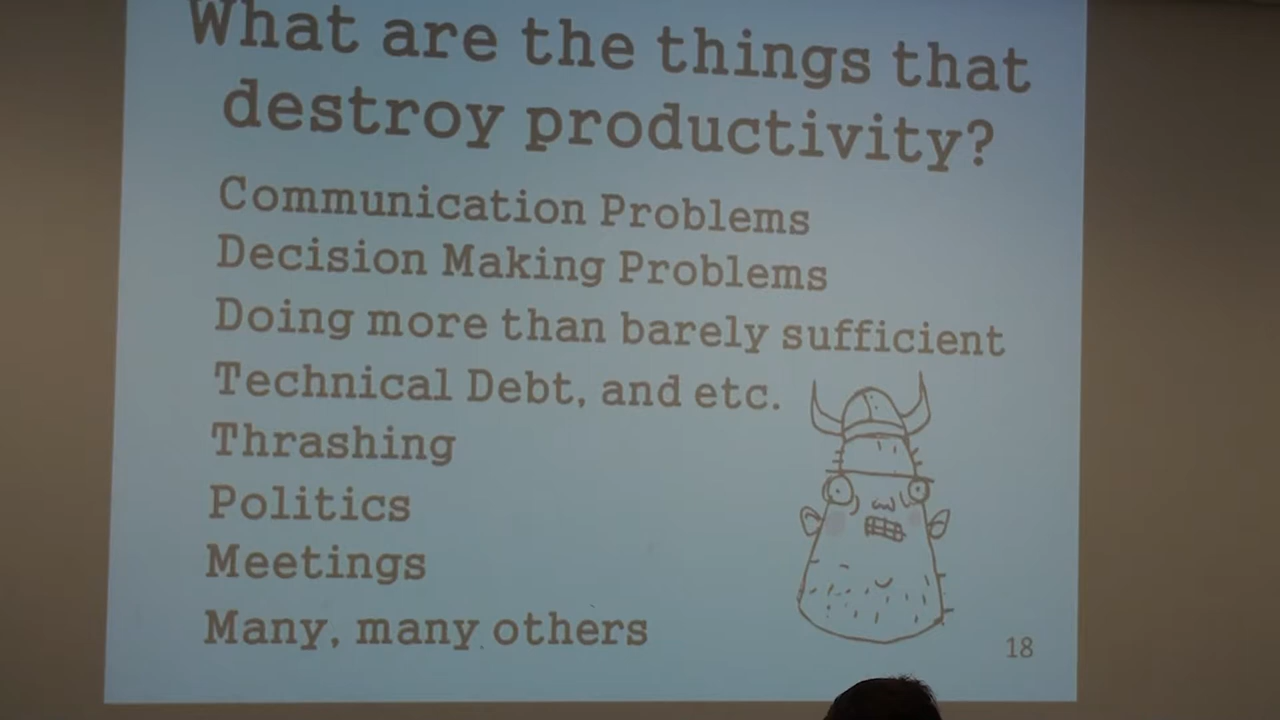 What are the things that
destroy productivity?
Communication Problems
Decision Making Problems
Doing more than barely sufficient
Technical Debt, and etc.
Thrashing
Politics
Meetings
Many, many others
18